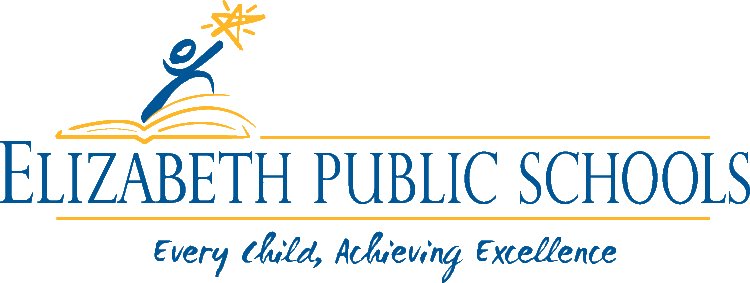 ELIZABETH PUBLIC SCHOOLS
Every Child, Achieving Excellence